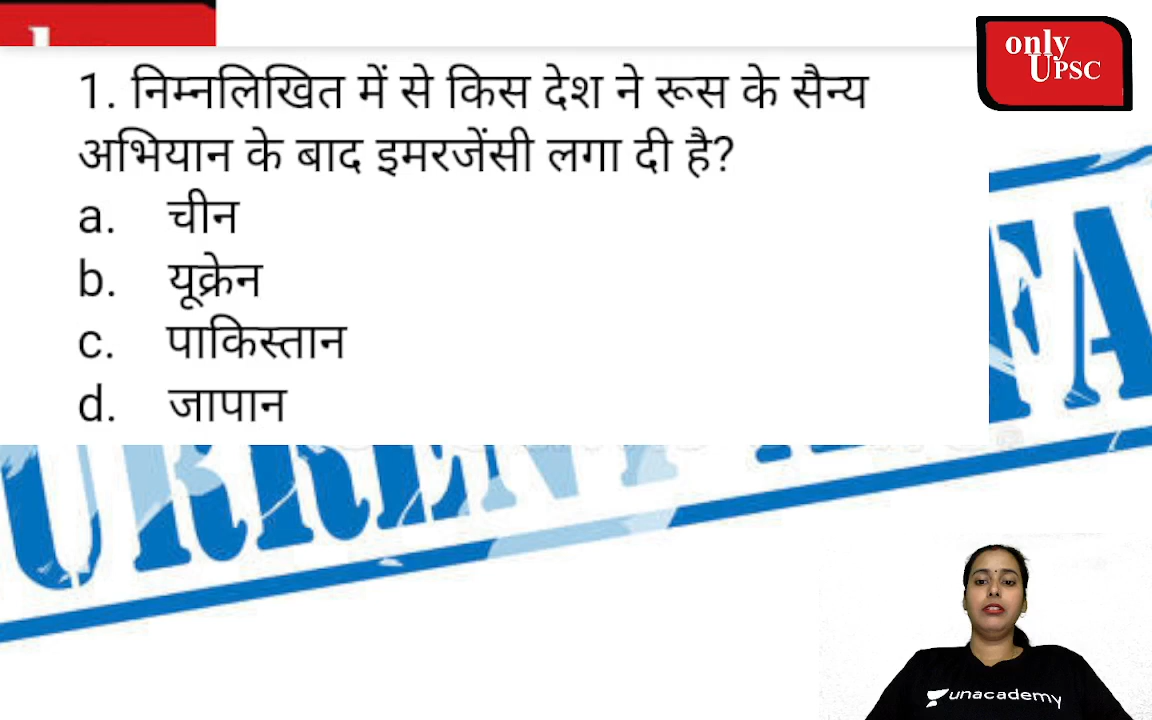 only
UPSC
1. निम्नलिखित में से किस देश ने रूस के सैन्य
अभियान के बाद इमरजेंसी लगा दी है?
a. चीन
b. यूक्रेन
c. पाकिस्तान
d. जापान
unacademy